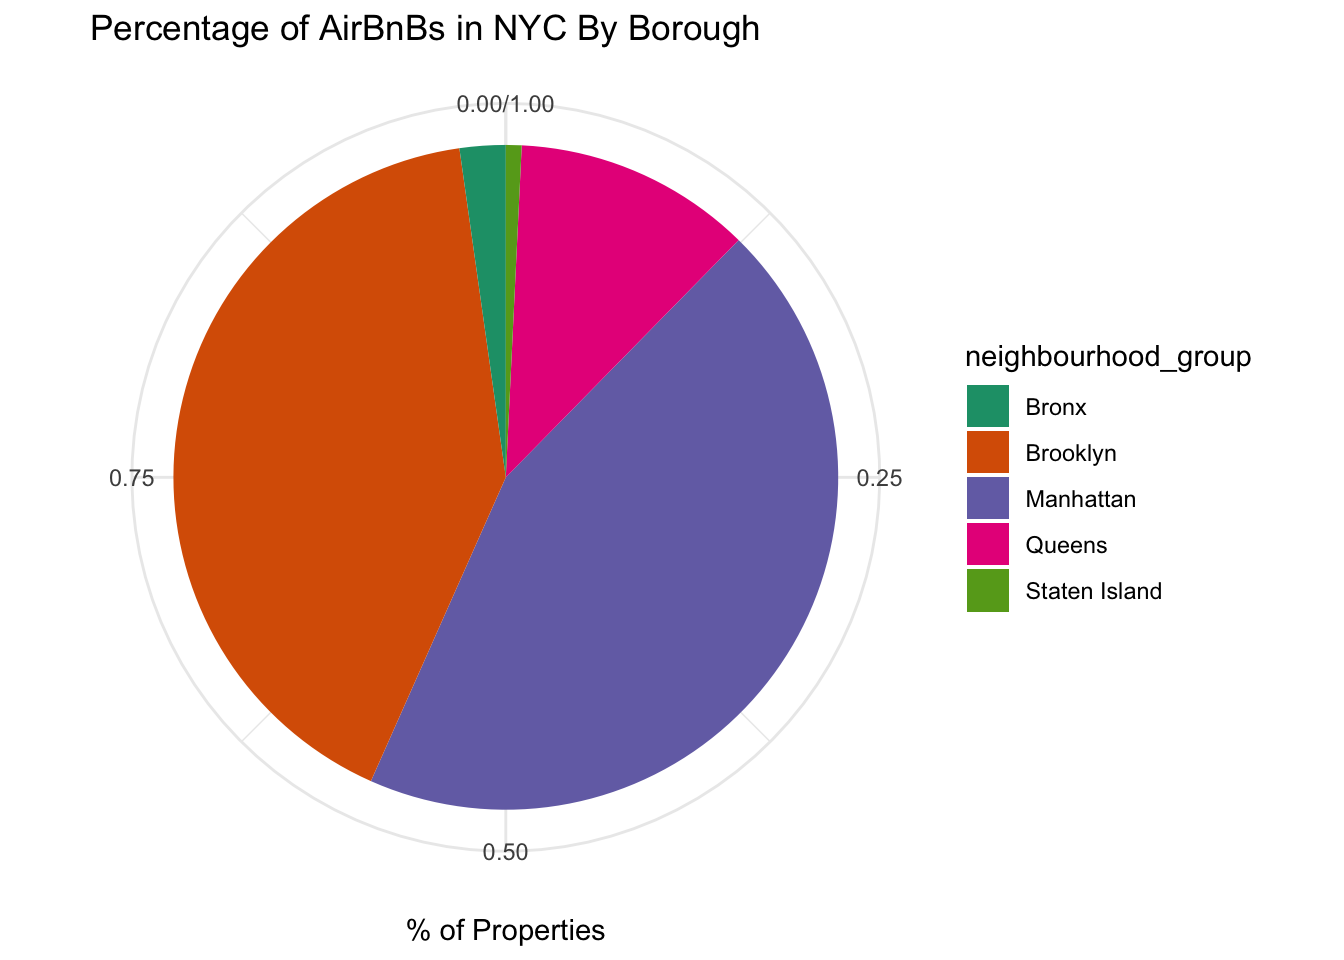 Percentage of AirBnBs in NYC By Borough
0.00/1.00
0.75
0.25
0.50
% of Properties
neighbourhood_group
Bronx
Brooklyn
Manhattan
Queens
Staten Island